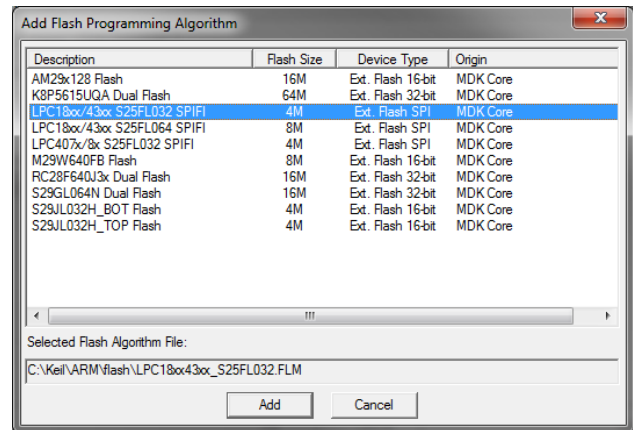 Add Flash Programming Algorithm
Description Flash Size Device Type Origin
AM29x128 Flash 16M Ext. Flash 16-bit MDK Core
K8P5615UQA Dual Flash 64M Ext. Flash 32-bit MDK Core
LPC18xx/43xx S25FL032 SPIFI 4M Ext. Flash SPI MDK Core
LPC18xx/43xx S25FL064 SPIFI 8M Ext. Flash SPI MDK Core
LPC407x/8x S25FL032 SPIFI 4M Ext. Flash SPI MDK Core
M29W640FB Flash 8M Ext. Flash 16-bit MDK Core
RC28F640J3x Dual Flash 16M Ext. Flash 32-bit MDK Core
S29GL064N Dual Flash 16M Ext. Flash 32-bit MDK Core
S29JL032H_BOT Flash 4M Ext. Flash 16-bit MDK Core
S29JL032H_TOP Flash 4M Ext. Flash 16-bit MDK Core
Selected Flash Algorithm File:
C:\Keil\ARM\flash\LPC18xx43xx_S25FL032.FLM
Add Cancel